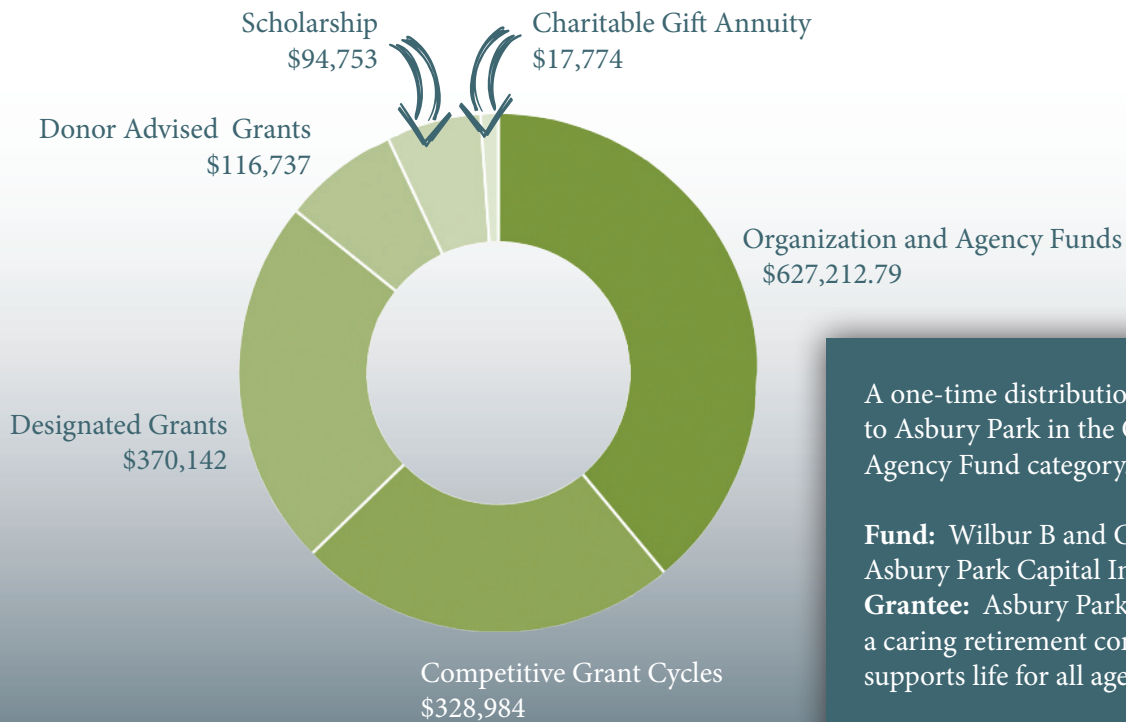 Scholarship
$94,753
Charitable Gift Annuity
$17,774
Donor Advised Grants
$116,737
Organization and Agency Funds
$627,212.79
Designated Grants
$370,142
Competitive Grant Cycles
$328,984
A one-time distributio
to Asbury Park in the
Agency Fund category.
Fund: Wilbur B and
Asbury Park Capital In
Grantee: Asbury Park
a caring retirement co
supports life for all age